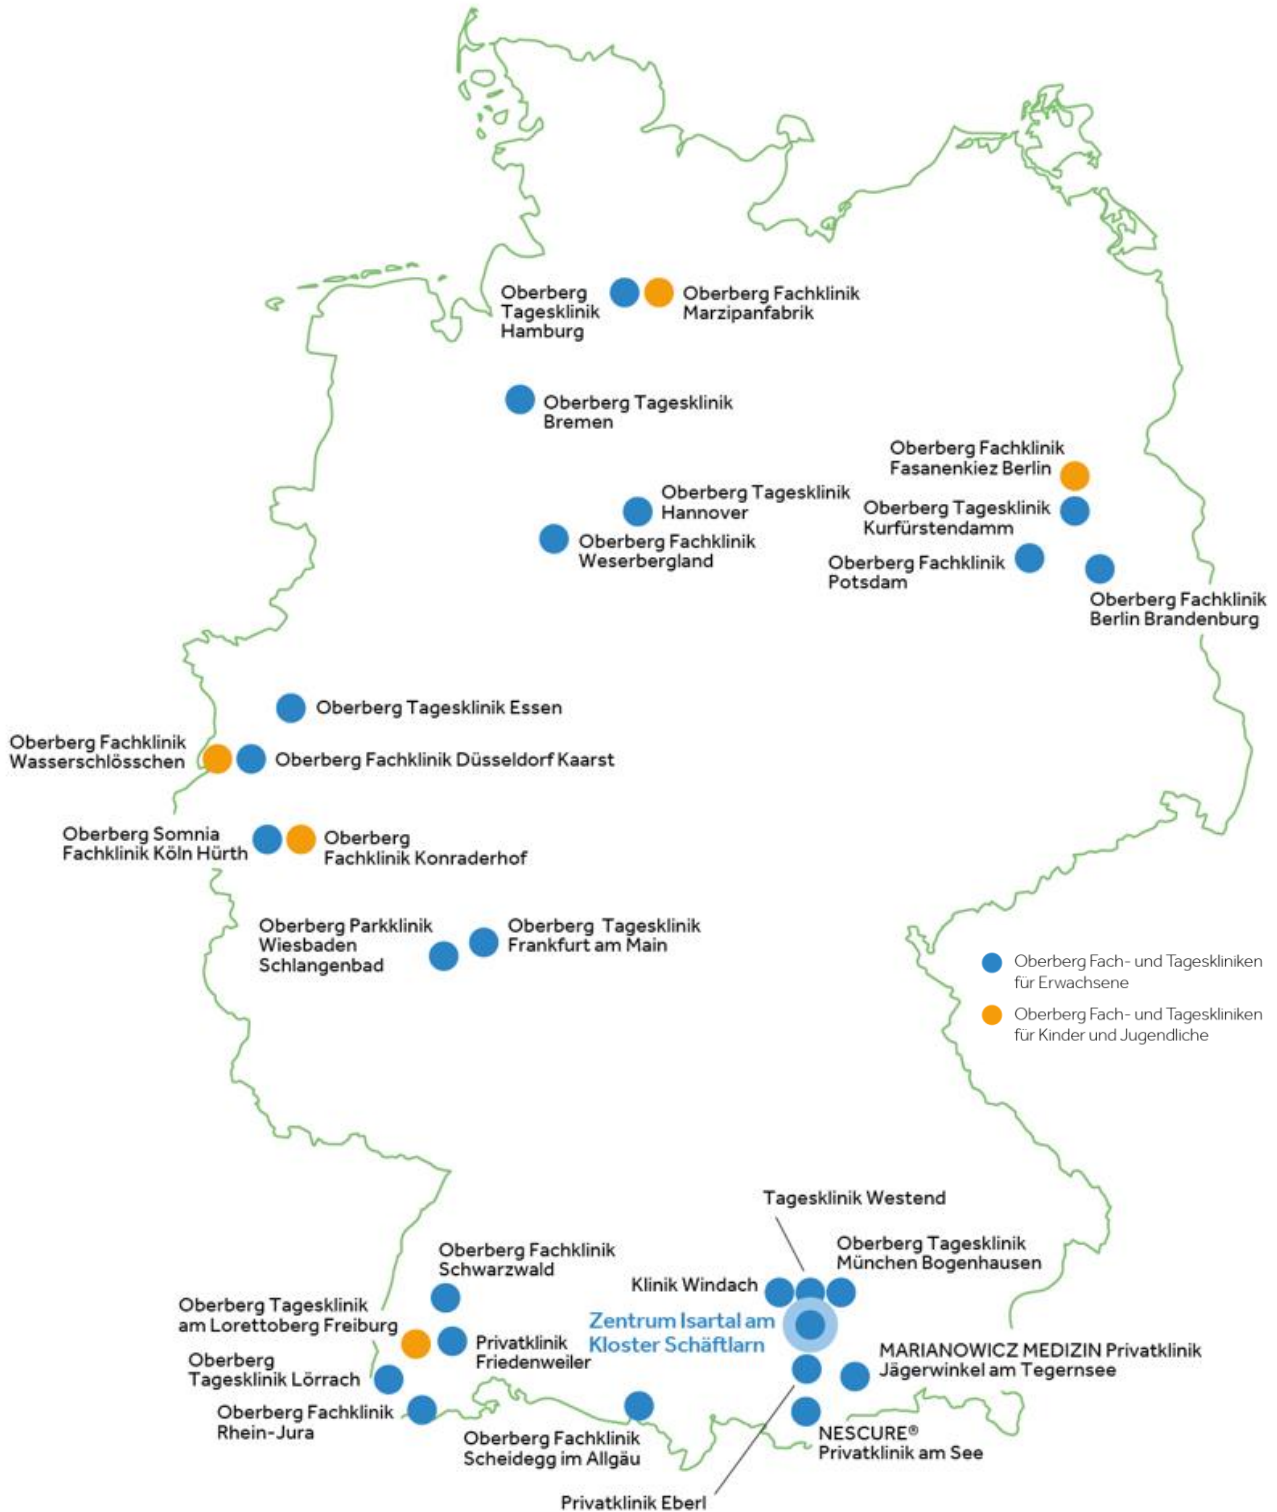 Oberberg
Tagesklinik
Hamburg
Oberberg Fachklinik
Marzipanfabrik
Oberberg Tagesklinik
Bremen
Oberberg Fachklinik
Fasanenkiez Berlin
Oberberg Tagesklinik
Hannover
Oberberg Tagesklinik
Kurfürstendamm
Oberberg Fachklinik
Weserbergland
Oberberg Fachklinik
Potsdam
Oberberg Fachklinik
Berlin Brandenburg
Oberberg Tagesklinik Essen
Oberberg Fachklinik
Wasserschlösschen
Oberberg Fachklinik Düsseldorf Kaarst
Oberberg Somnia
Fachklinik Köln Hürth
Oberberg
Fachklinik Konraderhof
Oberberg Parkklinik
Wiesbaden
Schlangenbad
Oberberg Tagesklinik
Frankfurt am Main
Oberberg Fach- und Tageskliniken
für Erwachsene
Oberberg Fach- und Tageskliniken
für Kinder und Jugendliche
Tagesklinik Westend
Oberberg Fachklinik
Schwarzwald
Oberberg Tagesklinik
München Bogenhausen
Klinik Windach
Oberberg Tagesklinik
am Lorettoberg Freiburg
Zentrum Isartal am
Kloster Schäftlarn
Privatklinik
Friedenweiler
MARIANOWICZ MEDIZIN Privatklinik
Jägerwinkel am Tegernsee
Oberberg
Tagesklinik Lörrach
Oberberg Fachklinik
Rhein-Jura
Oberberg Fachklinik
Scheidegg im Allgäu
NESCURE®
Privatklinik am See
Privatklinik Eberl